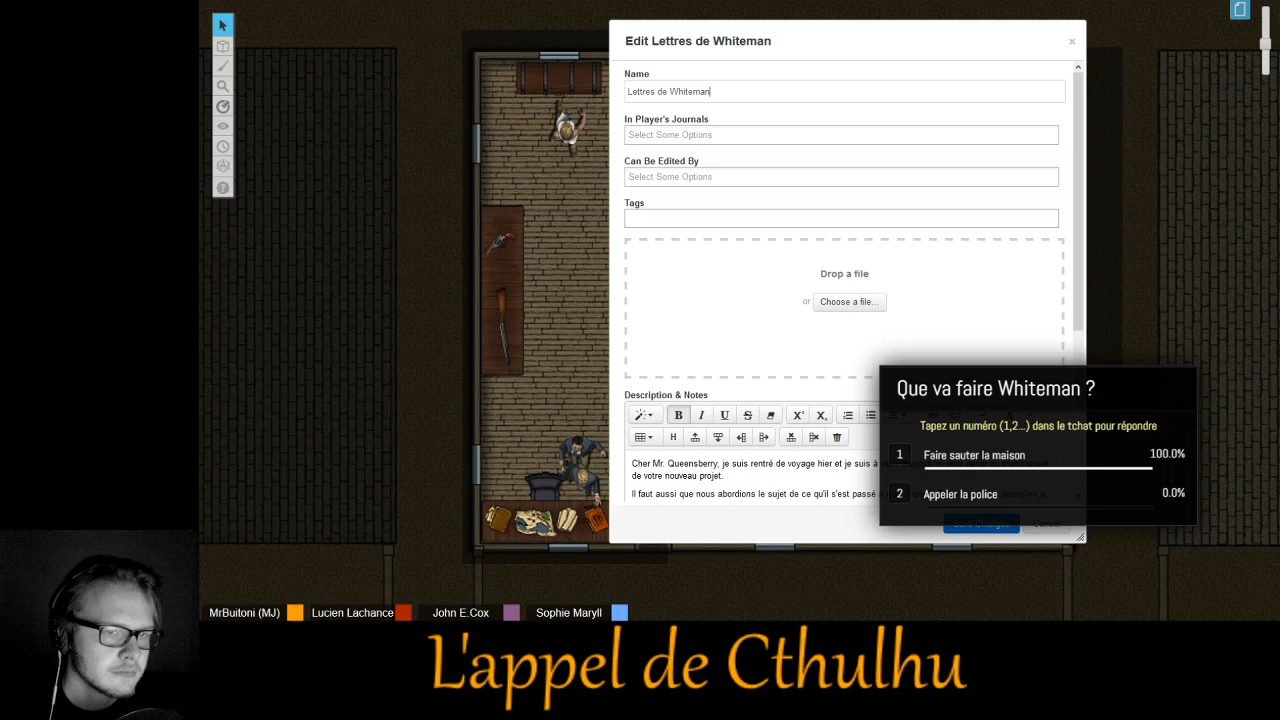 Edit Lettres de Whiteman
×
Name
Lettres de Whiteman
In Player's Journals
Select Some Options
Can Be Edited By
Select Some Options
Tags
Drop a file
or Choose a file...
Description & Notes
B I U S X² X,
H
Cher Mr. Queensberry, je suis rentré de voyage hier et je suis à
de votre nouveau projet.
Il faut aussi que nous abordions le sujet de ce qu'il s'est passé
Que va faire Whiteman ?
Tapez un numéro (1,2...) dans le tchat pour répondre
1 Faire sauter la maison 100.0%
2 Appeler la police 0.0%
MrBuitoni (MJ) Lucien Lachance John E.Cox Sophie Maryll
L'appel de Cthulhu